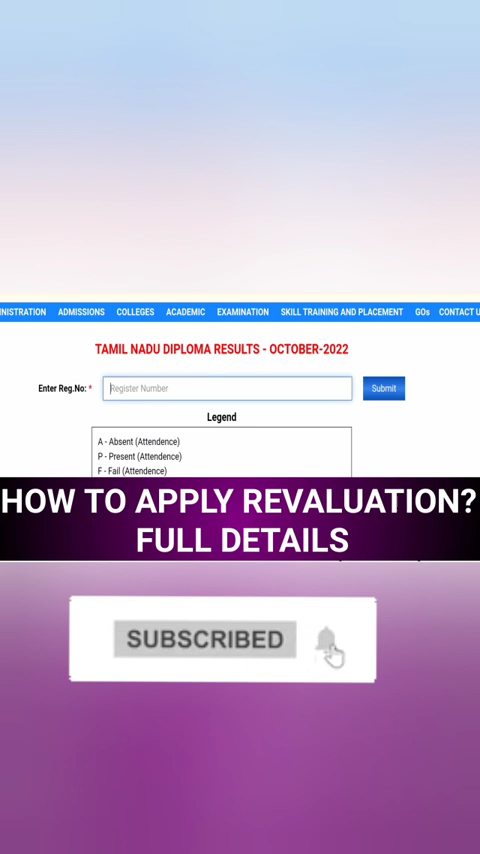 NISTRATION ADMISSIONS COLLEGES ACADEMIC EXAMINATION SKILL TRAINING AND PLACEMENT GOs CONTACT U
TAMIL NADU DIPLOMA RESULTS - OCTOBER-2022
Enter Reg.No: * Register Number Submit
Legend
A - Absent (Attendence)
P - Present (Attendence)
F - Fail (Attendence)
HOW TO APPLY REVALUATION?
FULL DETAILS
SUBSCRIBED